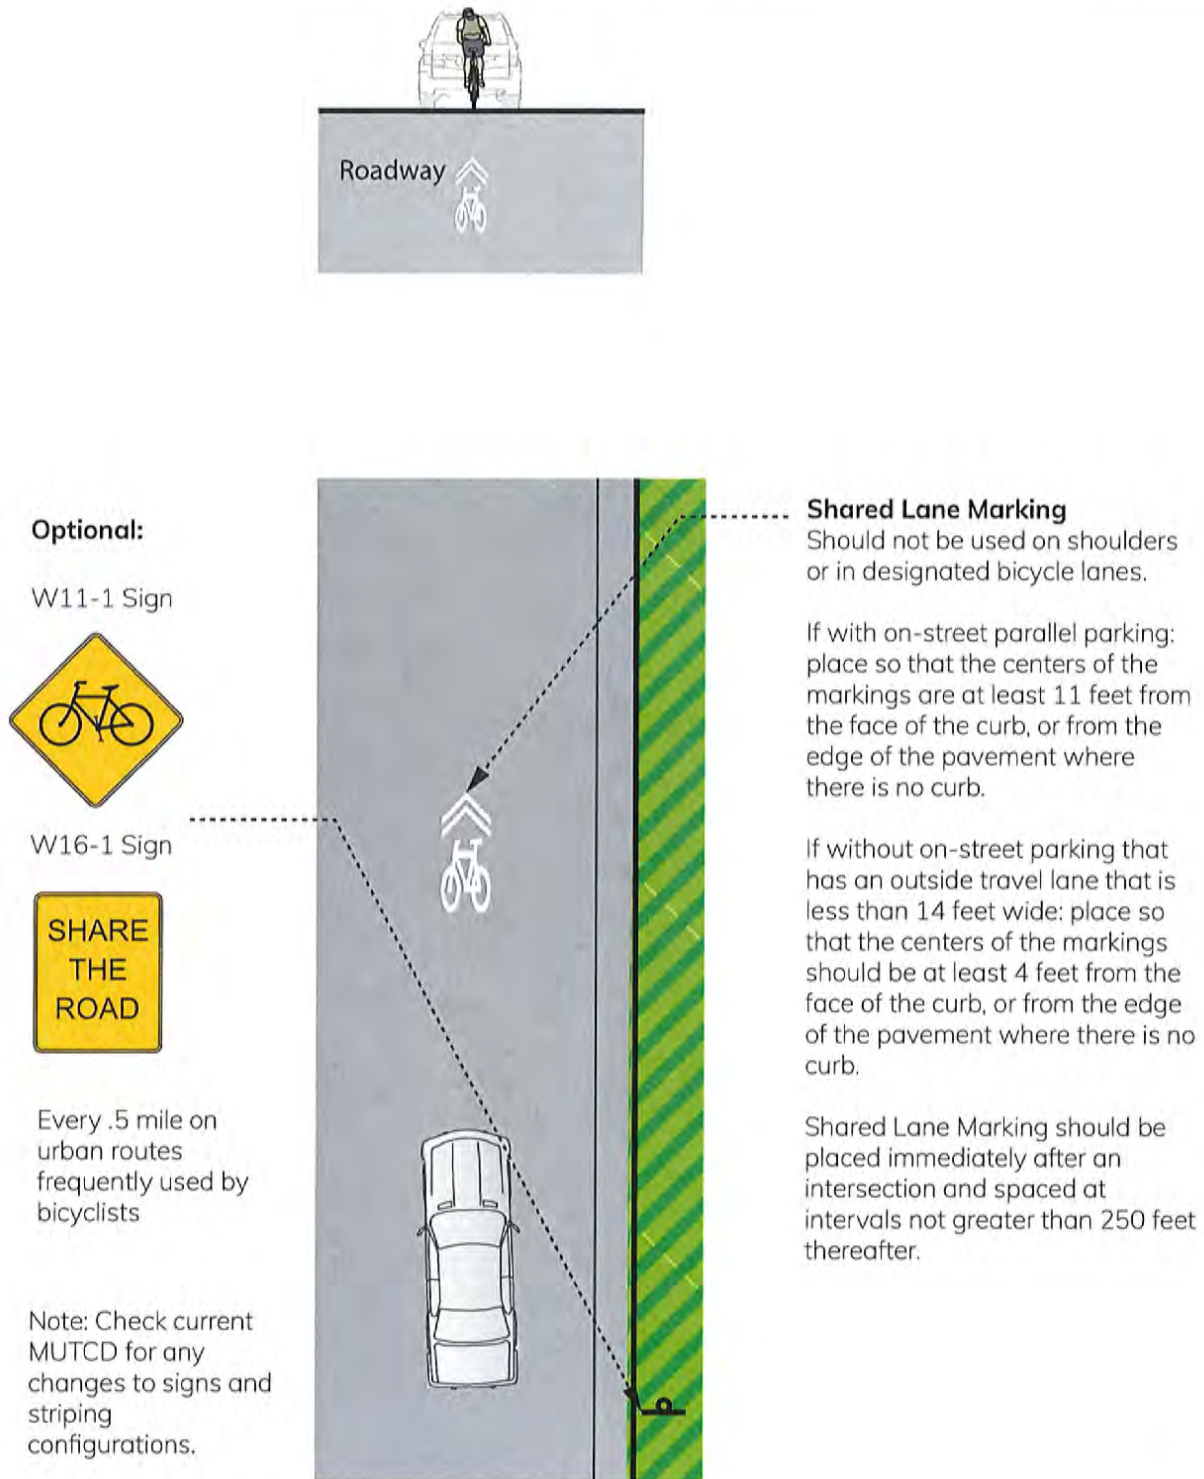 Roadway
Optional:
W11-1 Sign
W16-1 Sign
SHARE
THE
ROAD
Every .5 mile on
urban routes
frequently used by
bicyclists
Note: Check current
MUTCD for any
changes to signs and
striping
configurations.
Shared Lane Marking
Should not be used on shoulders
or in designated bicycle lanes.
If with on-street parallel parking:
place so that the centers of the
markings are at least 11 feet from
the face of the curb, or from the
edge of the pavement where
there is no curb.
If without on-street parking that
has an outside travel lane that is
less than 14 feet wide: place so
that the centers of the markings
should be at least 4 feet from the
face of the curb, or from the edge
of the pavement where there is no
curb.
Shared Lane Marking should be
placed immediately after an
intersection and spaced at
intervals not greater than 250 feet
thereafter.